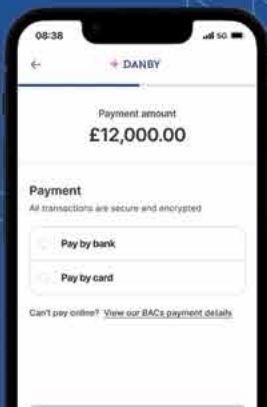 08:38
5G
DANBY
Payment amount
£12,000.00
Payment
All transactions are secure and encrypted
Pay by bank
Pay by card
Can't pay online? View our BACs payment details